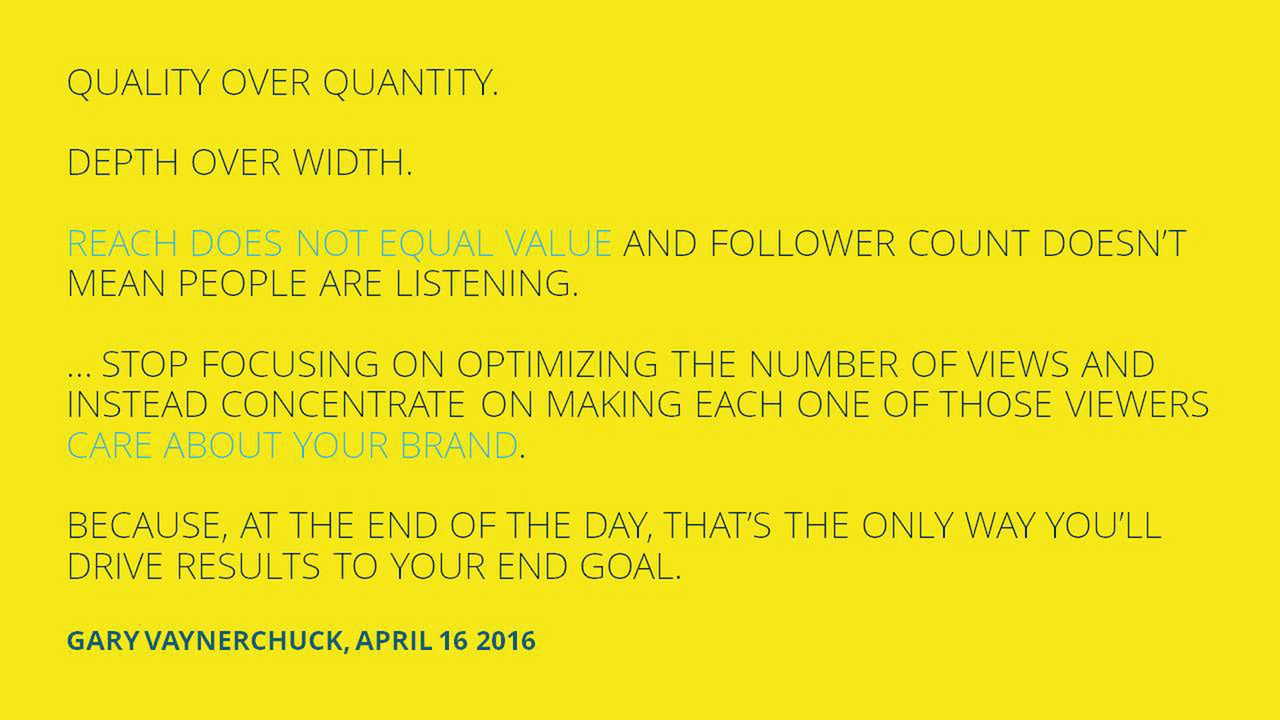 QUALITY OVER QUANTITY.
DEPTH OVER WIDTH.
REACH DOES NOT EQUAL VALUE AND FOLLOWER COUNT DOESN'T
MEAN PEOPLE ARE LISTENING.
... STOP FOCUSING ON OPTIMIZING THE NUMBER OF VIEWS AND
INSTEAD CONCENTRATE ON MAKING EACH ONE OF THOSE VIEWERS
CARE ABOUT YOUR BRAND.
BECAUSE, AT THE END OF THE DAY, THAT'S THE ONLY WAY YOU'LL
DRIVE RESULTS TO YOUR END GOAL.
GARY VAYNERCHUCK, APRIL 16 2016